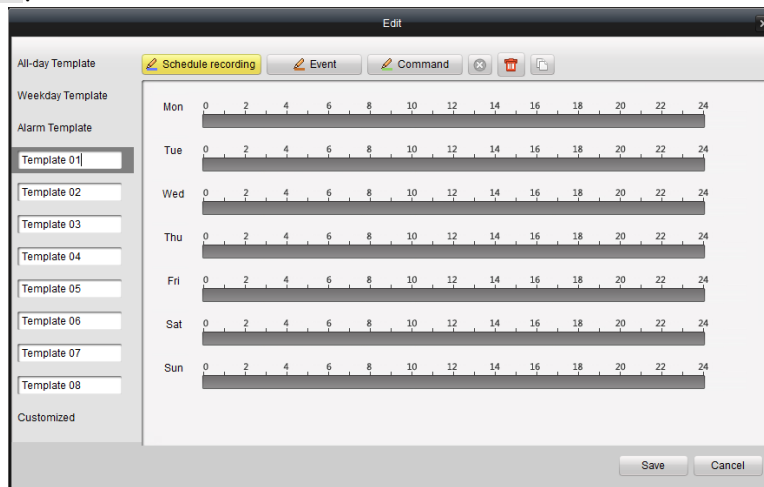 Edit
All-day Template
Weekday Template
Alarm Template
Template 01
Template 02
Template 03
Template 04
Template 05
Template 06
Template 07
Template 08
Customized
Schedule recording Event Command
Mon 0 2 4 6 8 10 12 14 16 18 20 22 24
Tue 0 2 4 6 8 10 12 14 16 18 20 22 24
Wed 0 2 4 6 8 10 12 14 16 18 20 22 24
Thu 0 2 4 6 8 10 12 14 16 18 20 22 24
Fri 0 2 4 6 8 10 12 14 16 18 20 22 24
Sat 0 2 4 6 8 10 12 14 16 18 20 22 24
Sun 0 2 4 6 8 10 12 14 16 18 20 22 24
Save Cancel